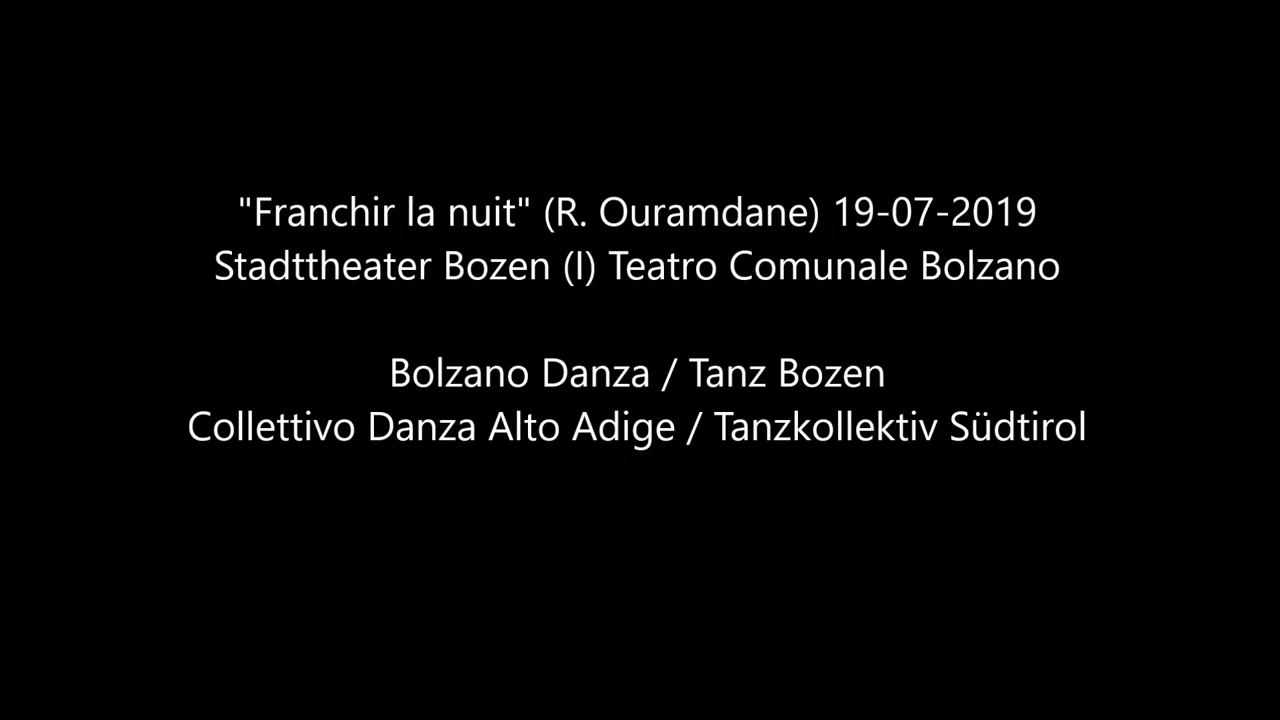 "Franchir la nuit" (R. Ouramdane) 19-07-2019
Stadttheater Bozen (I) Teatro Comunale Bolzano
Bolzano Danza / Tanz Bozen
Collettivo Danza Alto Adige / Tanzkollektiv Südtirol